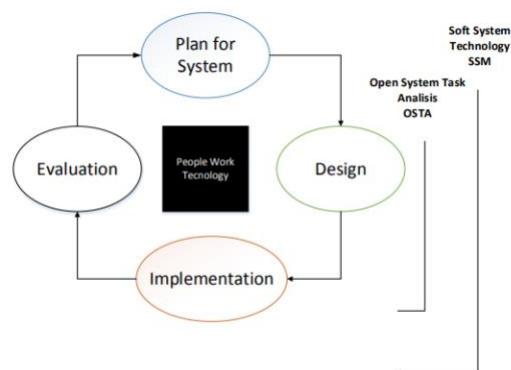 Plan for
System
Soft System
Technology
SSM
Open System Task
Analisis
OSTA
Evaluation
People Work
Tecnology
Design
Implementation